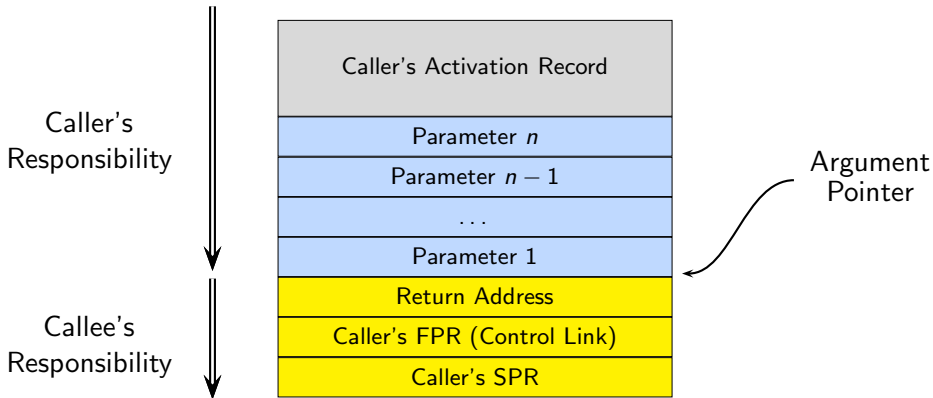 Caller's Activation Record
Caller's
Responsibility
Parameter n
Parameter n − 1
. . .
Parameter 1
Argument
Pointer
Callee's
Responsibility
Return Address
Caller's FPR (Control Link)
Caller's SPR